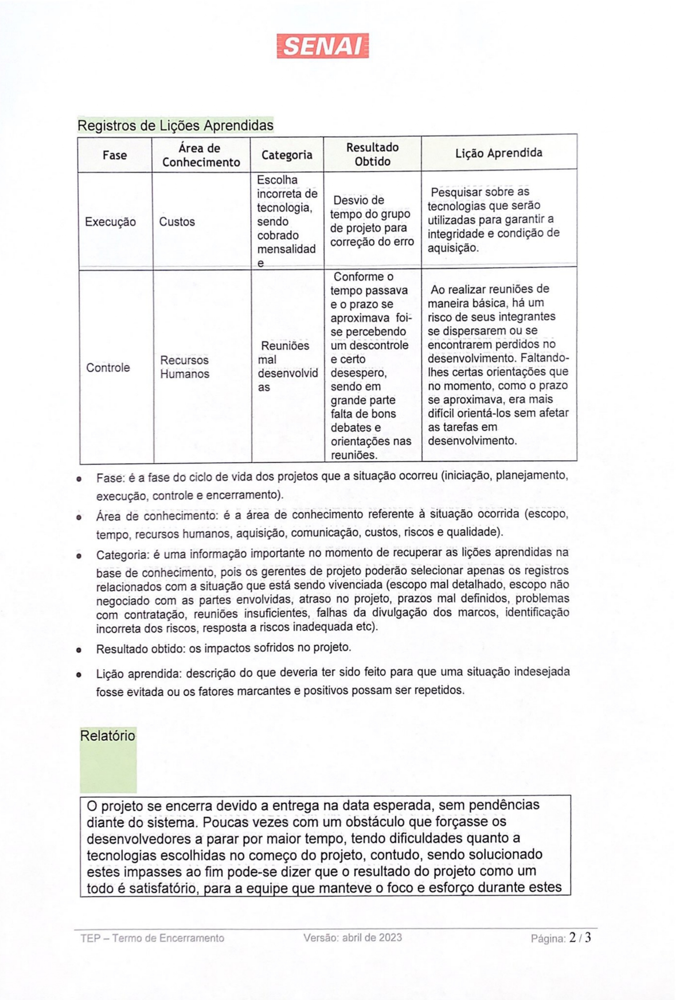 SENAI
Registros de Lições Aprendidas
Fase
Área de
Conhecimento
Categoria
Resultado
Obtido
Lição Aprendida
Execução
Custos
Escolha
incorreta de
tecnologia,
sendo
cobrado
mensalidad
e
Desvio de
tempo do grupo
de projeto para
correção do erro
Pesquisar sobre as
tecnologias que serão
utilizadas para garantir a
integridade e condição de
aquisição.
Controle
Recursos
Humanos
Reuniões
mal
desenvolvid
as
Conforme o
tempo passava
e o prazo se
aproximava foi-
se percebendo
um descontrole
e certo
desespero,
sendo em
grande parte
falta de bons
debates e
orientações nas
reuniões.
Ao realizar reuniões de
maneira básica, há um
risco de seus integrantes
se dispersarem ou se
encontrarem perdidos no
desenvolvimento. Faltando-
lhes certas orientações que
no momento, como o prazo
se aproximava, era mais
difícil orientá-los sem afetar
as tarefas em
desenvolvimento.
• Fase: é a fase do ciclo de vida dos projetos que a situação ocorreu (iniciação, planejamento,
execução, controle e encerramento).
• Área de conhecimento: é a área de conhecimento referente à situação ocorrida (escopo,
tempo, recursos humanos, aquisição, comunicação, custos, riscos e qualidade).
• Categoria: é uma informação importante no momento de recuperar as lições aprendidas na
base de conhecimento, pois os gerentes de projeto poderão selecionar apenas os registros
relacionados com a situação que está sendo vivenciada (escopo mal detalhado, escopo não
negociado com as partes envolvidas, atraso no projeto, prazos mal definidos, problemas
com contratação, reuniões insuficientes, falhas da divulgação dos marcos, identificação
incorreta dos riscos, resposta a riscos inadequada etc).
• Resultado obtido: os impactos sofridos no projeto.
• Lição aprendida: descrição do que deveria ter sido feito para que uma situação indesejada
fosse evitada ou os fatores marcantes e positivos possam ser repetidos.
Relatório
O projeto se encerra devido a entrega na data esperada, sem pendências
diante do sistema. Poucas vezes com um obstáculo que forçasse os
desenvolvedores a parar por maior tempo, tendo dificuldades quanto a
tecnologias escolhidas no começo do projeto, contudo, sendo solucionado
estes impasses ao fim pode-se dizer que o resultado do projeto como um
todo é satisfatório, para a equipe que manteve o foco e esforço durante estes
TEP – Termo de Encerramento
Versão: abril de 2023
Página: 2 / 3